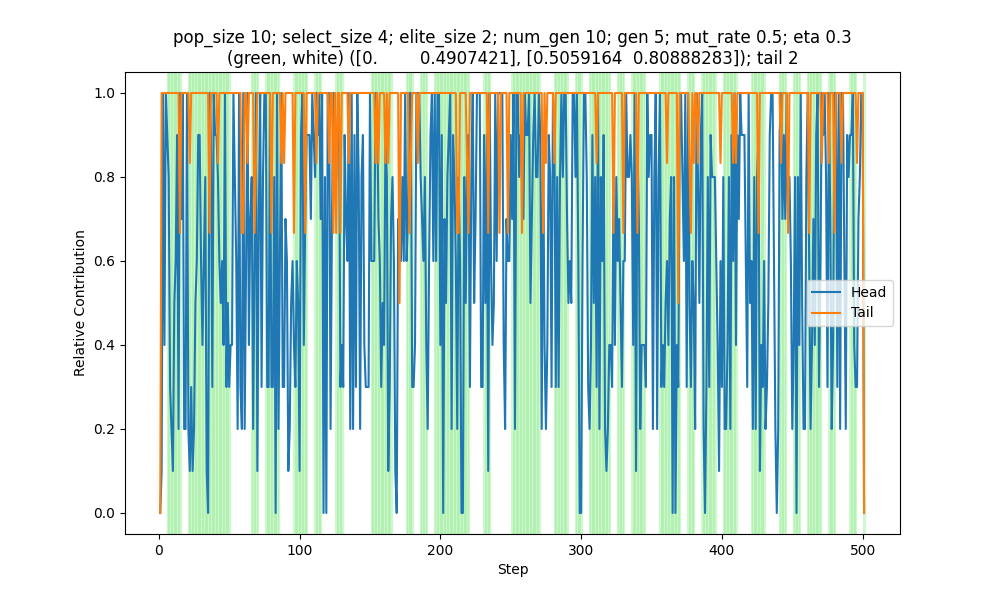 pop_size 10; select_size 4; elite_size 2; num_gen 10; gen 5; mut_rate 0.5; eta 0.3
(green, white) ([0.        0.4907421], [0.5059164  0.80888283]); tail 2
1.0
0.8
0.6
0.4
0.2
0.0
Relative Contribution
Head
Tail
0
100
200
300
400
500
Step